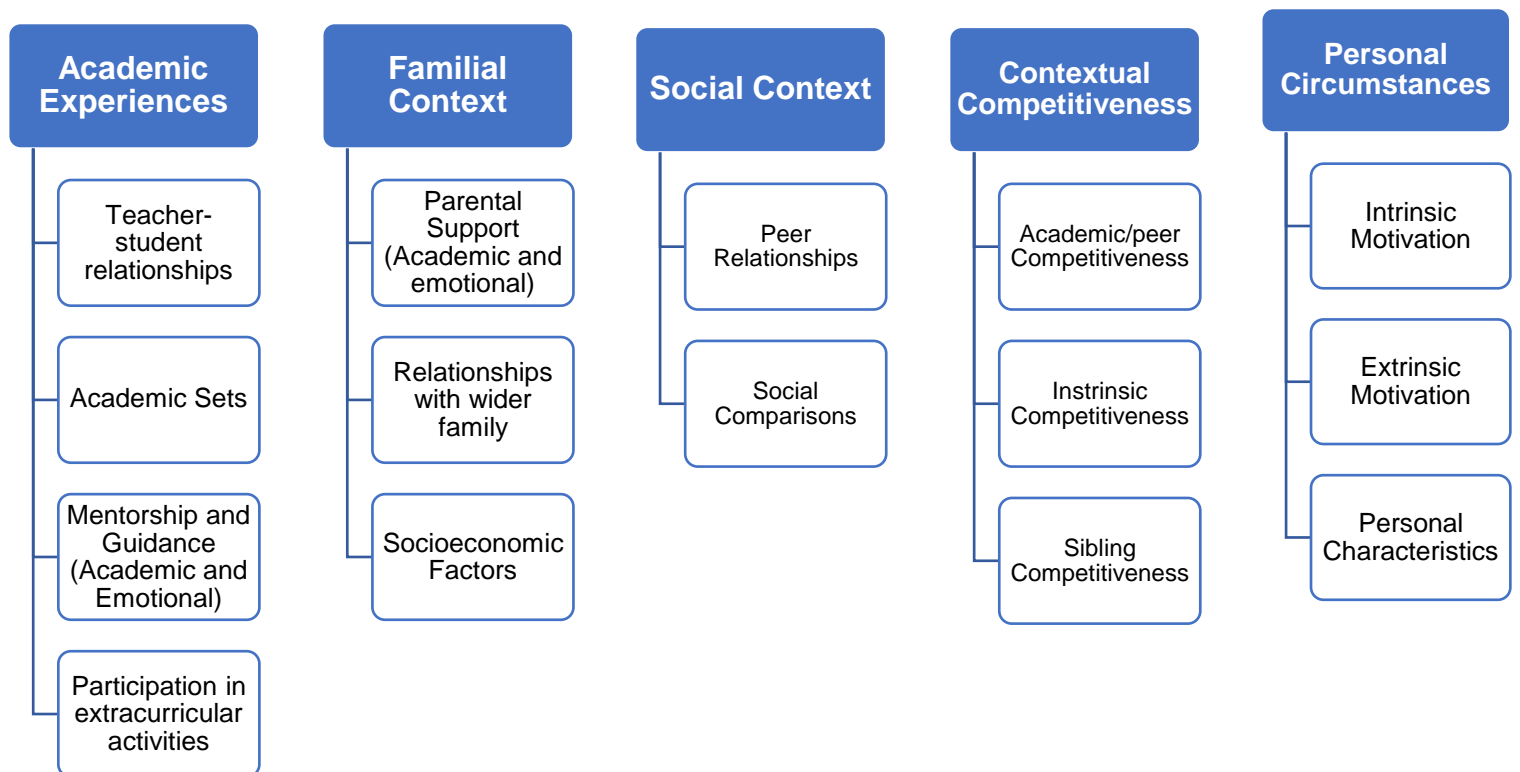 Academic
Experiences
Teacher-
student
relationships
Academic Sets
Mentorship and
Guidance
(Academic and
Emotional)
Participation in
extracurricular
activities
Familial
Context
Parental
Support
(Academic and
emotional)
Relationships
with wider
family
Socioeconomic
Factors
Social Context
Peer
Relationships
Social
Comparisons
Contextual
Competitiveness
Academic/peer
Competitiveness
Instrinsic
Competitiveness
Sibling
Competitiveness
Personal
Circumstances
Intrinsic
Motivation
Extrinsic
Motivation
Personal
Characteristics